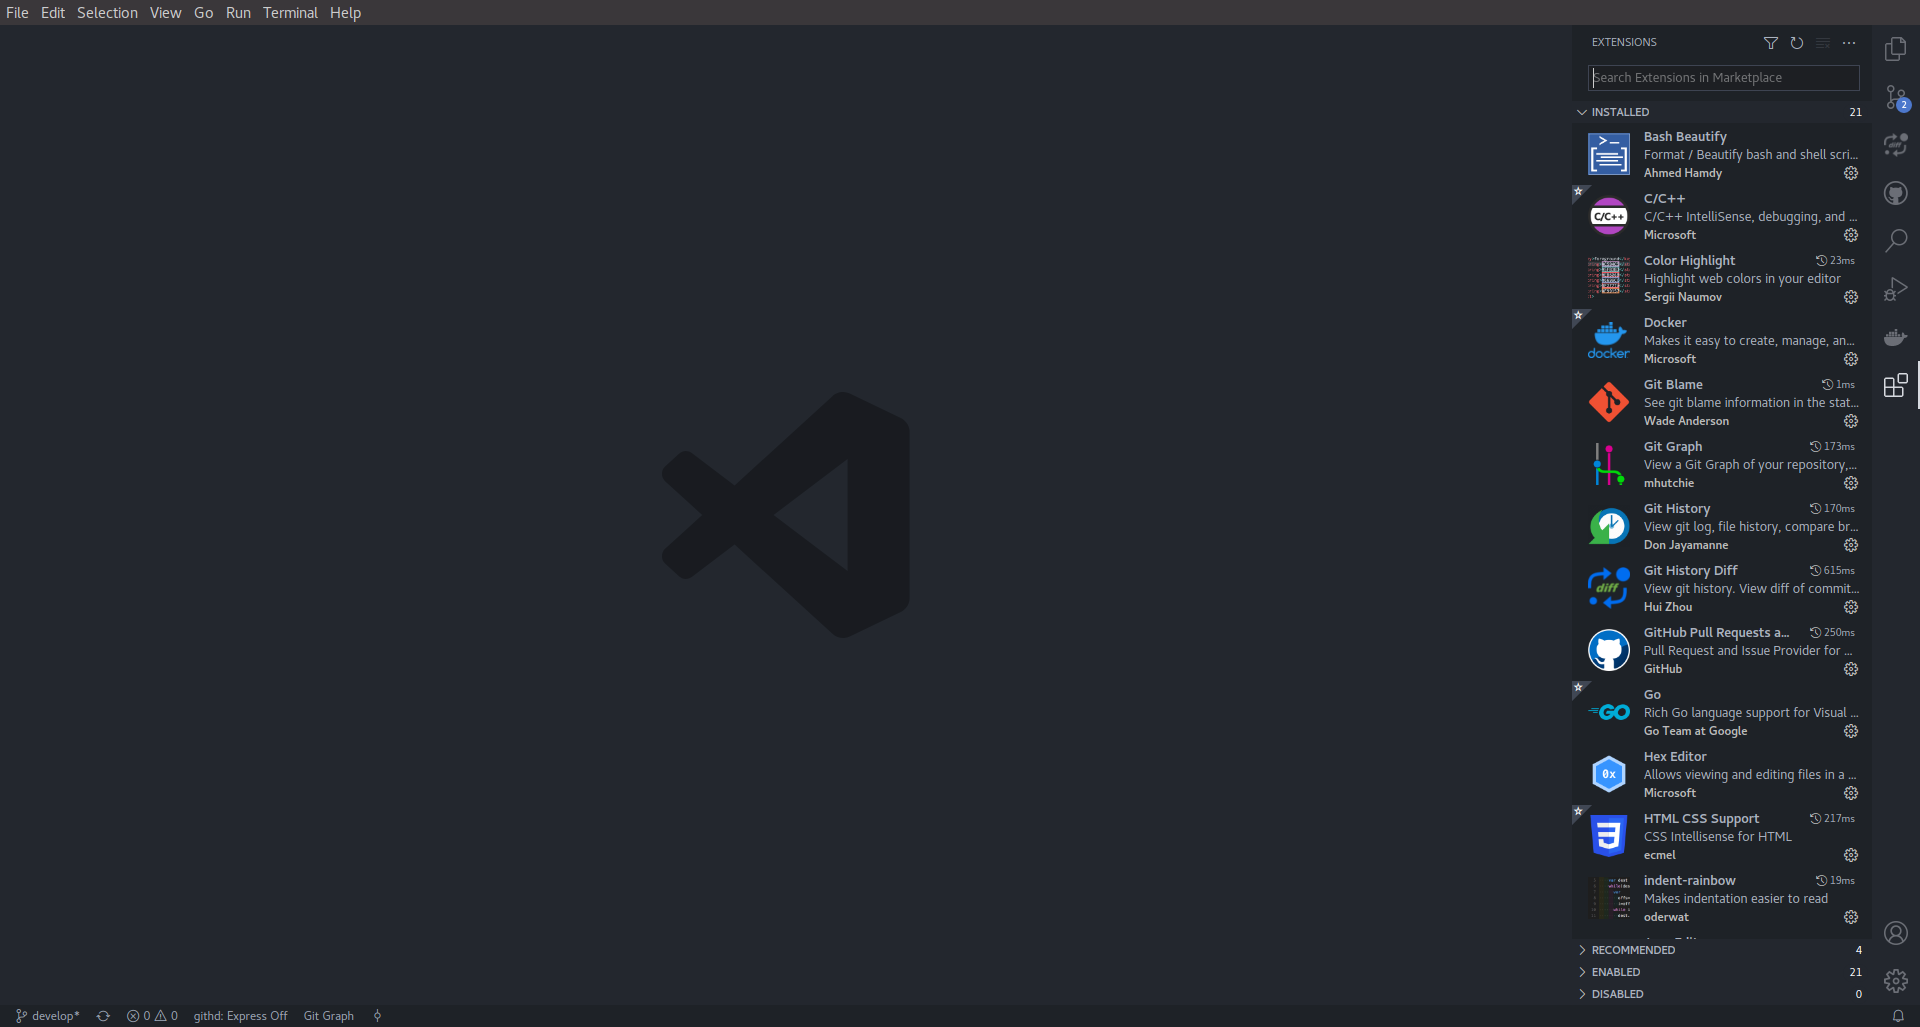 File Edit Selection View Go Run Terminal Help
EXTENSIONS
Search Extensions in Marketplace
INSTALLED 21
Bash Beautify
Format / Beautify bash and shell scri...
Ahmed Hamdy
C/C++
C/C++
C/C++ IntelliSense, debugging, and ...
Microsoft
Color Highlight 23ms
Highlight web colors in your editor
Sergii Naumov
Docker
docker
Makes it easy to create, manage, an...
Microsoft
Git Blame 1ms
See git blame information in the stat...
Wade Anderson
Git Graph 173ms
View a Git Graph of your repository,...
mhutchie
Git History 170ms
View git log, file history, compare br...
Don Jayamanne
Git History Diff 615ms
diff
View git history. View diff of commit...
Hui Zhou
GitHub Pull Requests a... 250ms
Pull Request and Issue Provider for ...
GitHub
Go
GO
Rich Go language support for Visual ...
Go Team at Google
Hex Editor
0x
Allows viewing and editing files in a ...
Microsoft
HTML CSS Support 217ms
CSS Intellisense for HTML
ecmel
indent-rainbow 19ms
Makes indentation easier to read
oderwat
RECOMMENDED 4
ENABLED 21
DISABLED 0
2
diff
develop* 0 0 githd: Express Off Git Graph